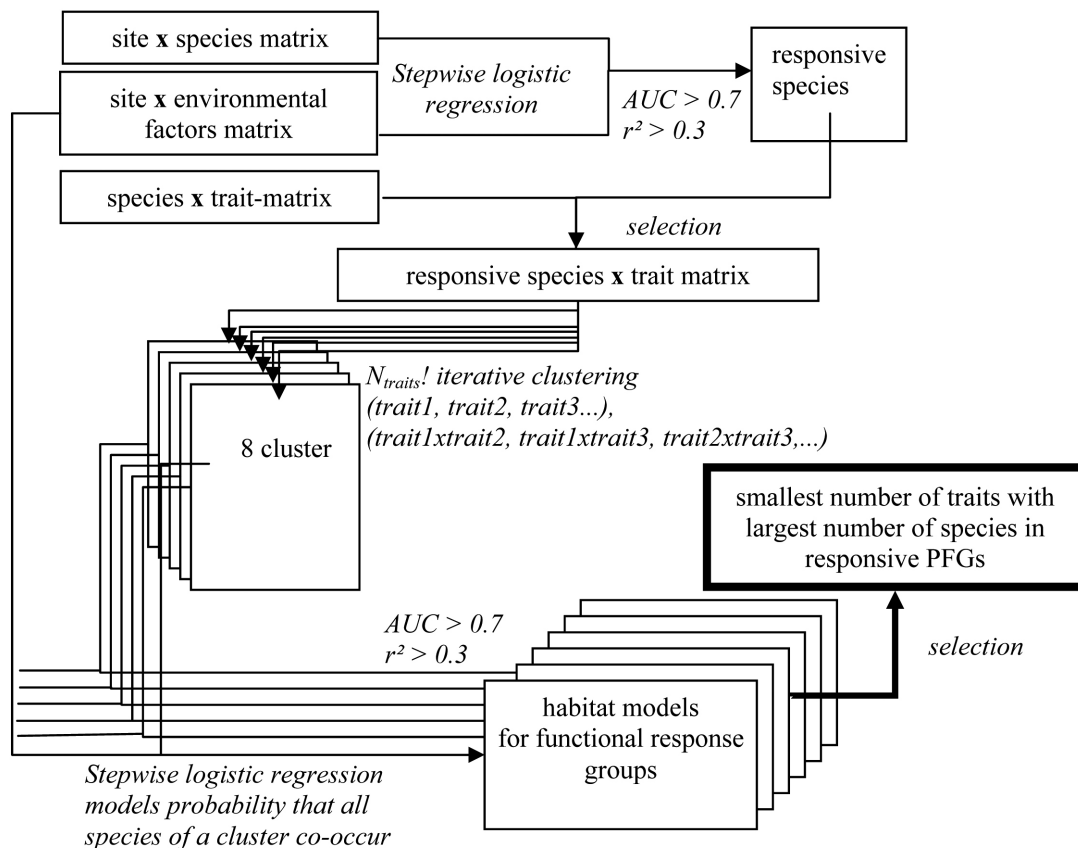 site x species matrix
site x environmental
factors matrix
Stepwise logistic
regression
AUC > 0.7
r² > 0.3
responsive
species
species x trait-matrix
selection
responsive species x trait matrix
N_traits! iterative clustering
(trait1, trait2, trait3...),
(trait1xtrait2, trait1xtrait3, trait2xtrait3,...)
8 cluster
smallest number of traits with
largest number of species in
responsive PFGs
AUC > 0.7
r² > 0.3
selection
habitat models
for functional response
groups
Stepwise logistic regression
models probability that all
species of a cluster co-occur